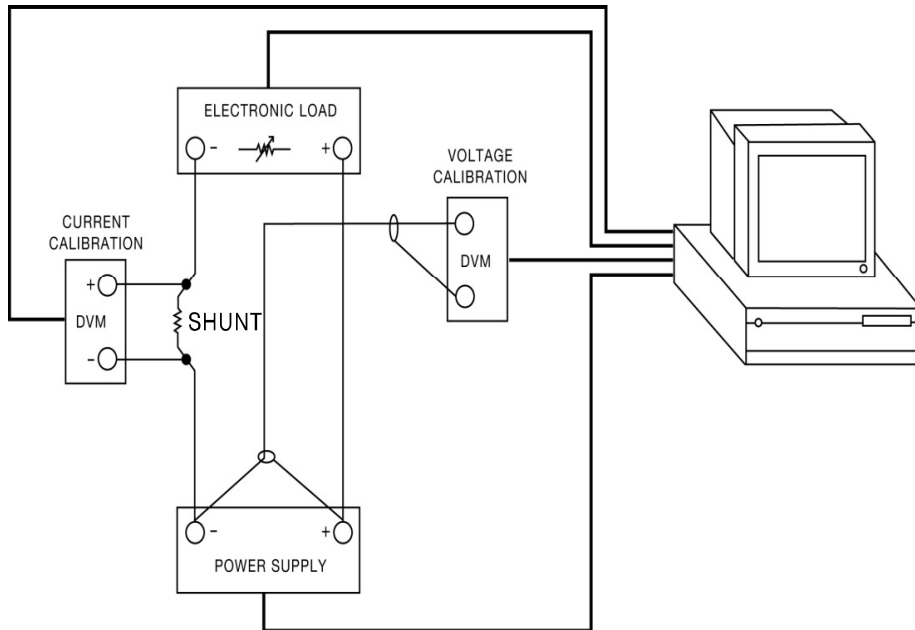 ELECTRONIC LOAD
- +
VOLTAGE
CALIBRATION
CURRENT
CALIBRATION
+
DVM
-
SHUNT
DVM
- +
POWER SUPPLY